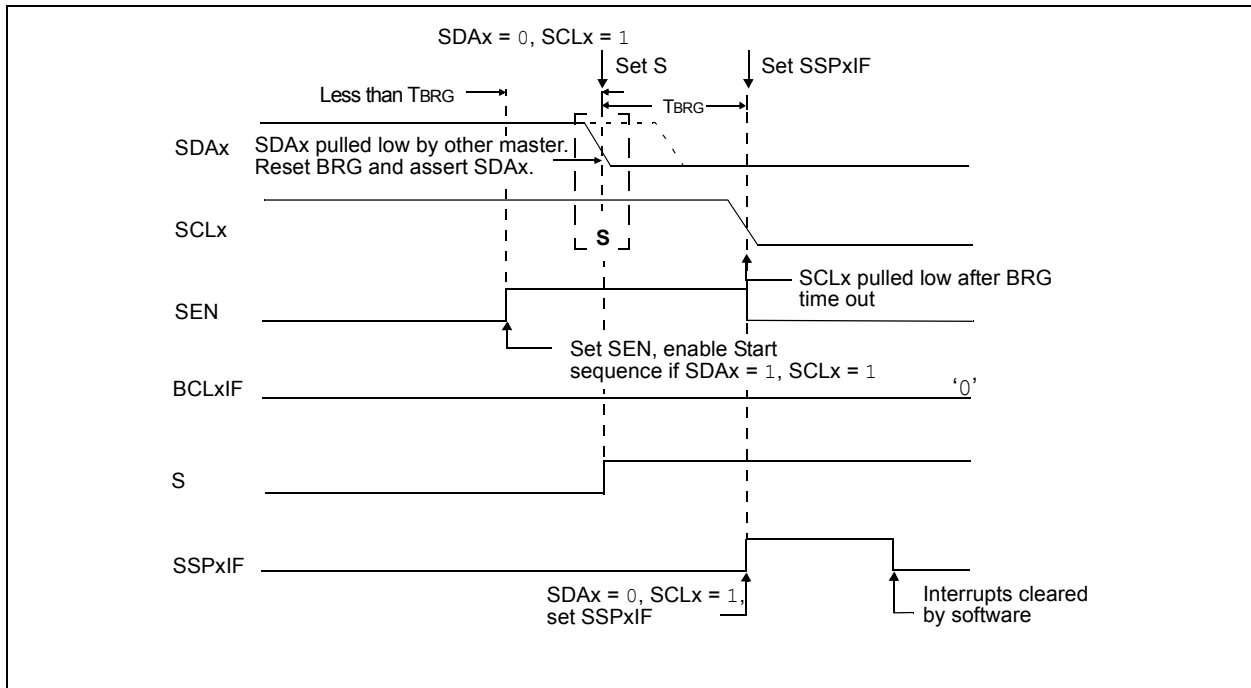 SDAx = 0, SCLx = 1
Set S
Set SSPxIF
Less than TBRG
TBRG
SDAx
SDAx pulled low by other master.
Reset BRG and assert SDAx.
SCLx
S
SCLx pulled low after BRG
time out
SEN
Set SEN, enable Start
sequence if SDAx = 1, SCLx = 1
BCLxIF
‘0’
S
SSPxIF
SDAx = 0, SCLx = 1,
set SSPxIF
Interrupts cleared
by software